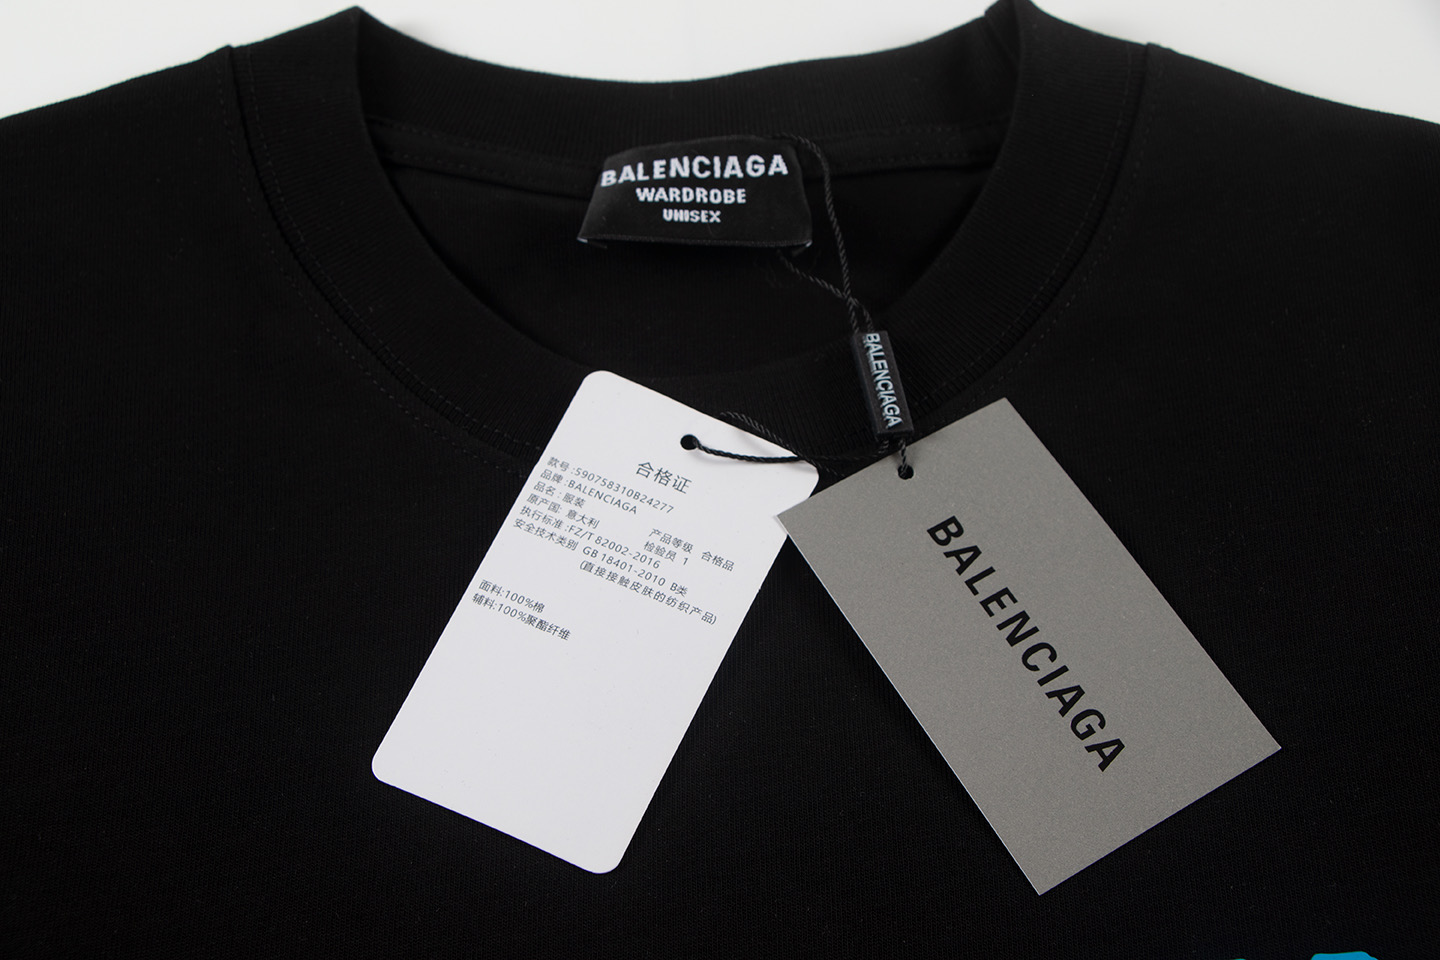 BALENCIAGA
WARDROBE
UNISEX
BALENCIAGA
合格证
款号:590758310B24277
品牌:BALENCIAGA
品名:服装
原产国: 意大利
产品等级 合格品
执行标准:FZ/T 82002-2016
检验员 1
安全技术类别 GB 18401-2010 B类
(直接接触皮肤的纺织产品)
面料:100%棉
辅料:100%聚酯纤维
BALENCIAGA